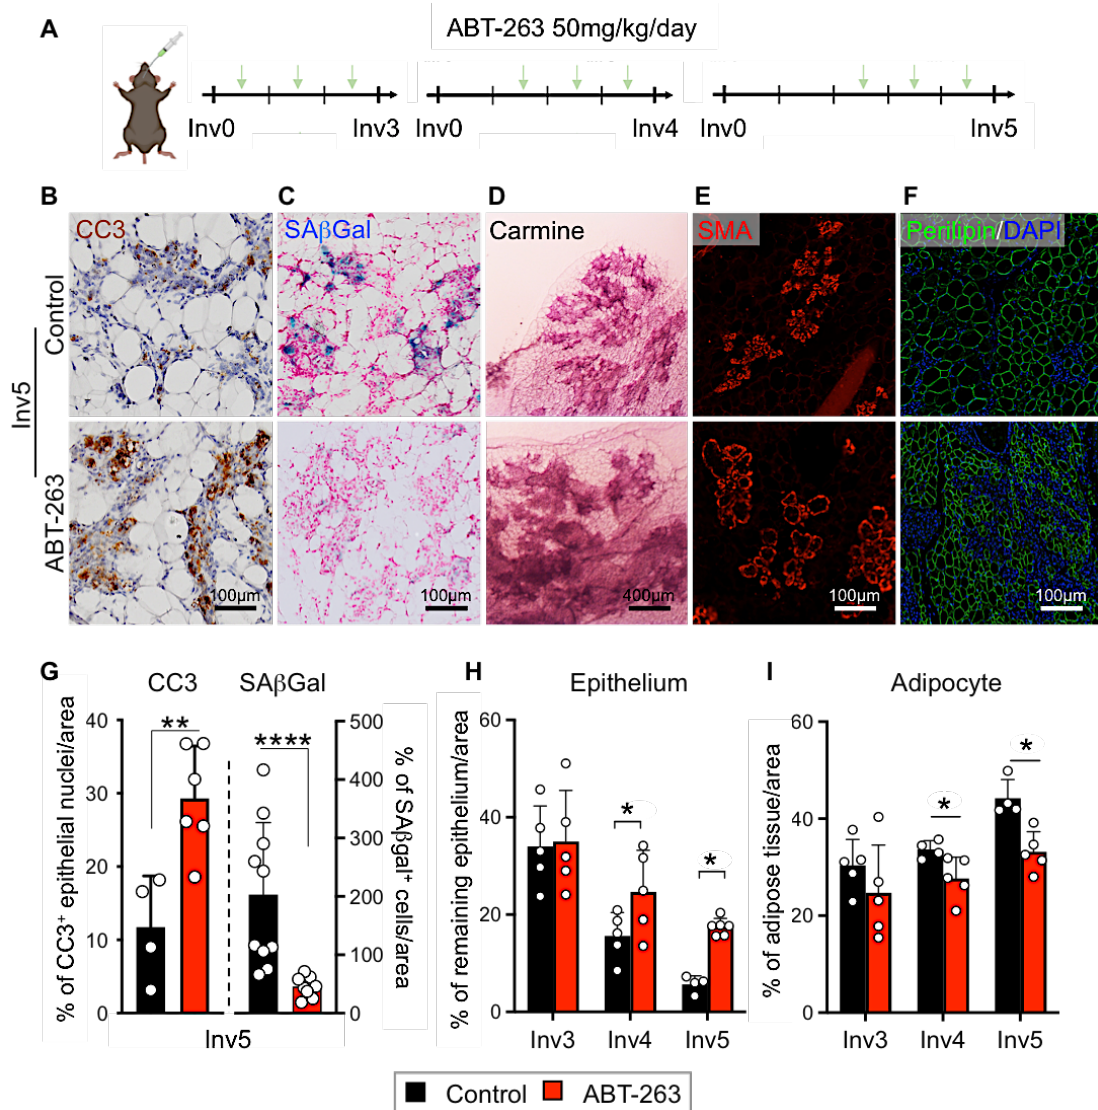 A
ABT-263 50mg/kg/day
Inv0
Inv3
Inv0
Inv4
Inv0
Inv5
B
C
D
E
F
CC3
SAβGal
Carmine
SMA
Perilipin/DAPI
Inv5
Control
ABT-263
100µm
100µm
400µm
100µm
100µm
G
CC3
SAβGal
% of CC3⁺ epithelial nuclei/area
40
30
20
10
0
**
****
500
400
300
200
100
0
% of SAβgal⁺ cells/area
Inv5
H
Epithelium
% of remaining epithelium/area
60
40
20
0
*
*
Inv3
Inv4
Inv5
I
Adipocyte
% of adipose tissue/area
60
40
20
0
*
*
Inv3
Inv4
Inv5
Control
ABT-263